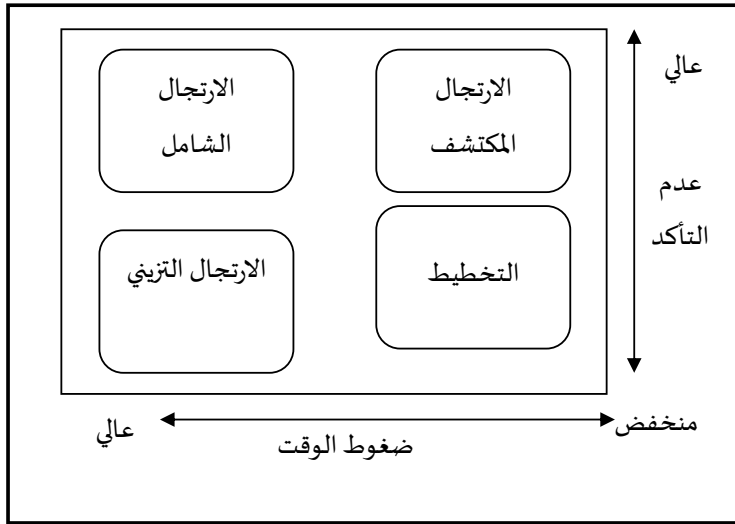 عالي
الارتجال
المكتشف
الارتجال
الشامل
عدم
التأكد
التخطيط
الارتجال التزيني
منخفض
ضغوط الوقت
عالي